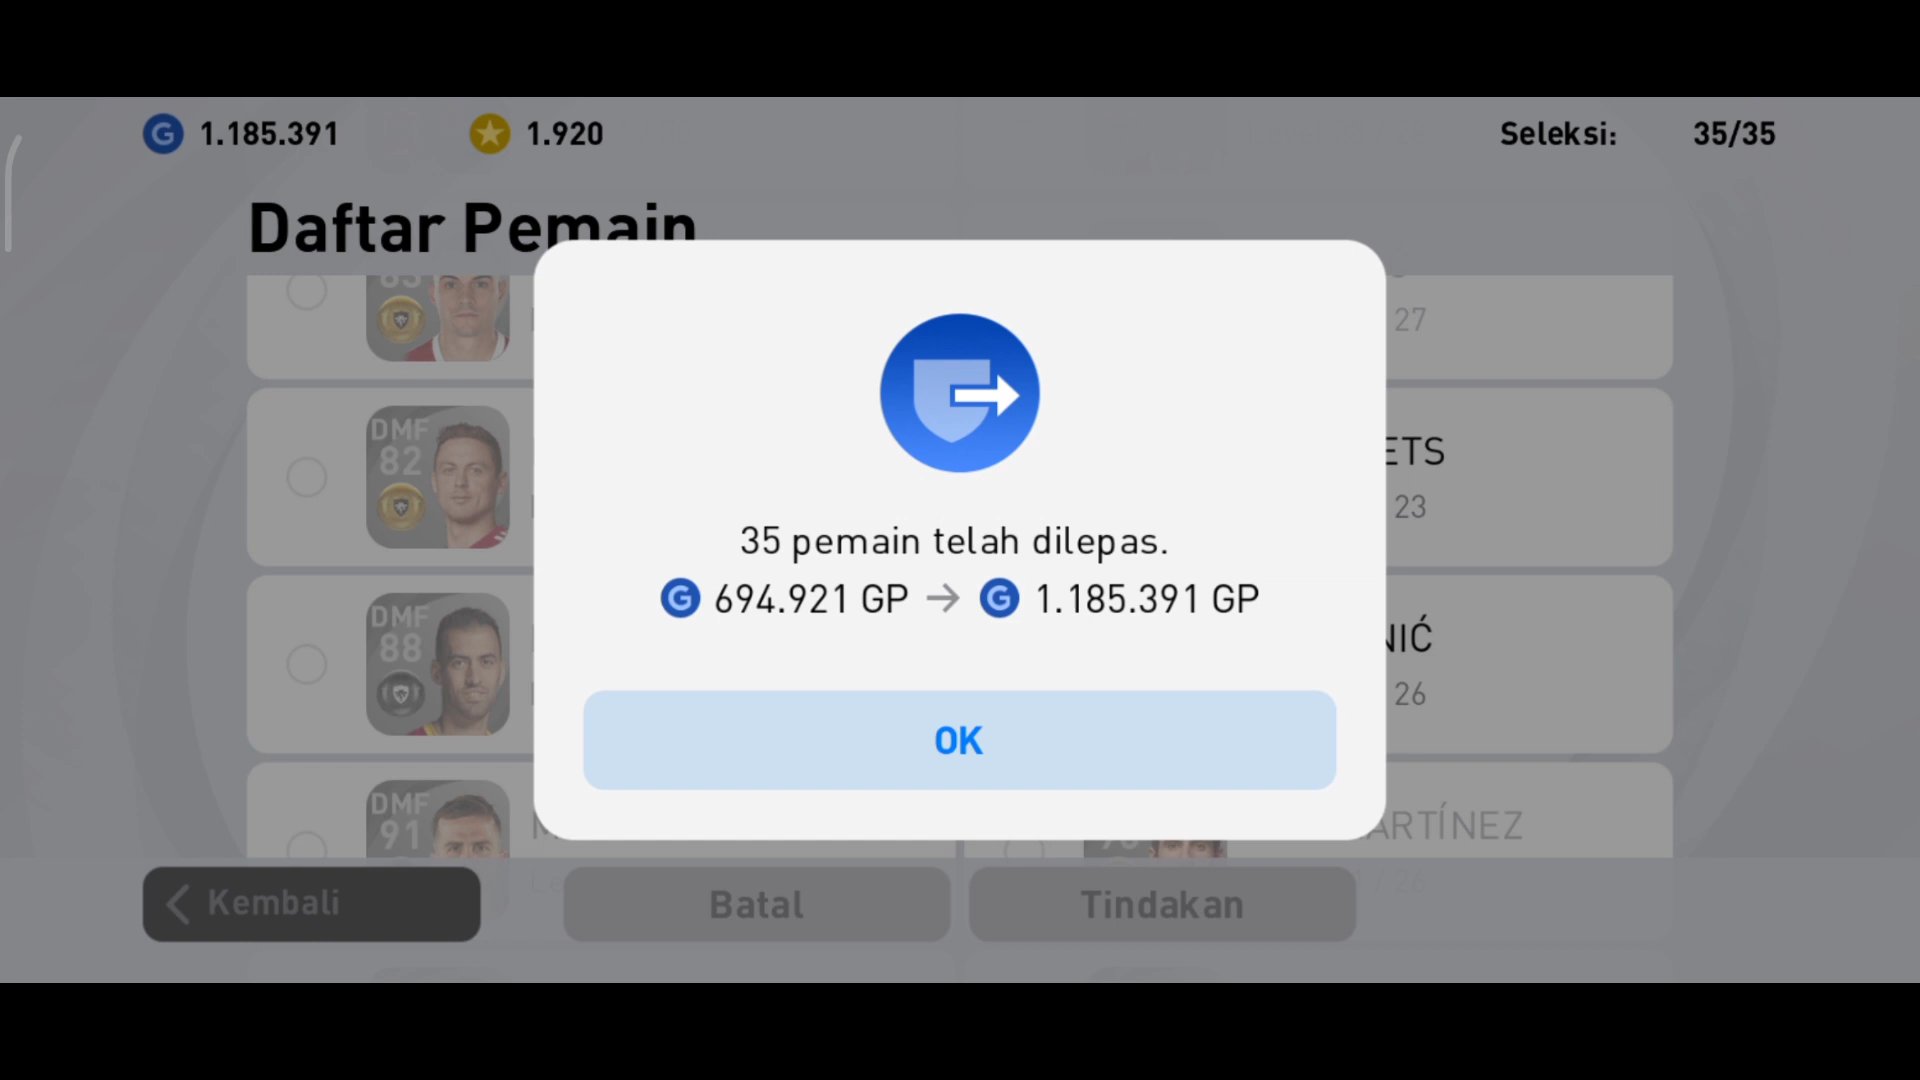 1.185.391
1.920
Seleksi: 35/35
Daftar Pemain
27
DMF
82
ETS
23
DMF
88
NIĆ
26
DMF
91
ARTÍNEZ
35 pemain telah dilepas.
694.921 GP → 1.185.391 GP
OK
Kembali
Batal
Tindakan